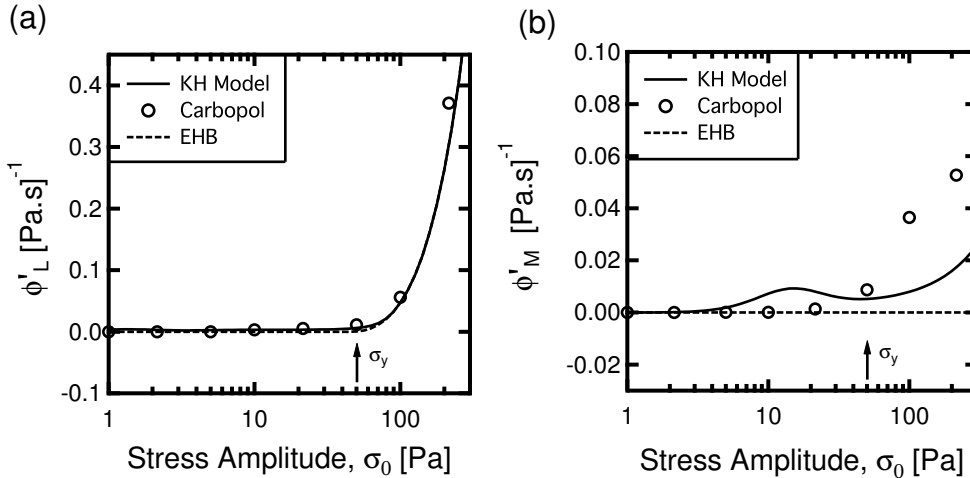 (a)
ϕ'L [Pa.s]-1
0.4
0.3
0.2
0.1
0.0
-0.1
KH Model
Carbopol
EHB
σy
1
10
100
Stress Amplitude, σ0 [Pa]
(b)
ϕ'M [Pa.s]-1
0.10
0.08
0.06
0.04
0.02
0.00
-0.02
KH Model
Carbopol
EHB
σy
1
10
100
Stress Amplitude, σ0 [Pa]